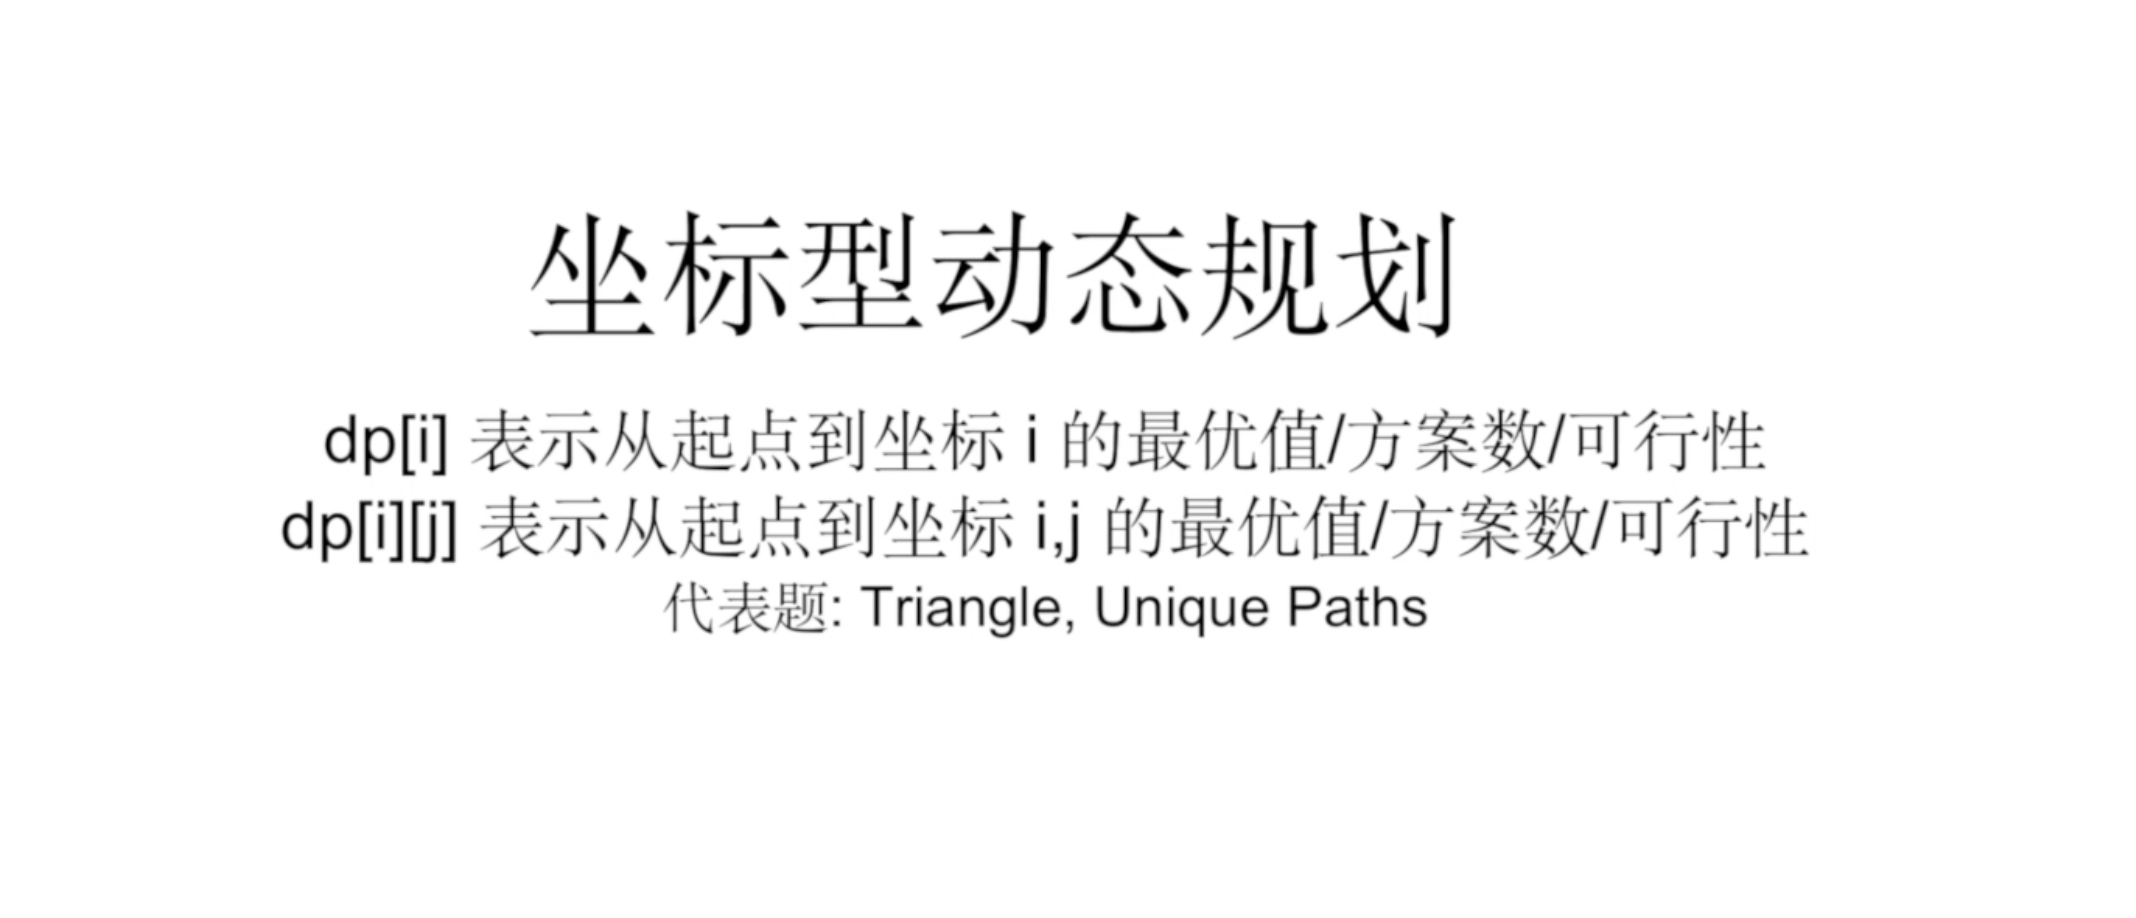 坐标型动态规划
dp[i] 表示从起点到坐标 i 的最优值/方案数/可行性
dp[i][j] 表示从起点到坐标 i,j 的最优值/方案数/可行性
代表题: Triangle, Unique Paths